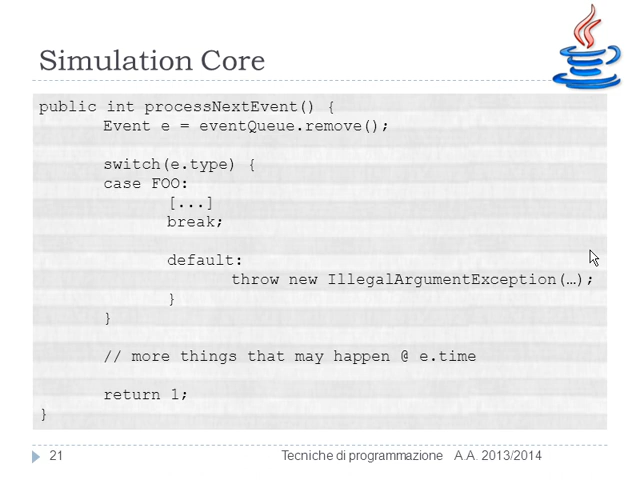 Simulation Core
public int processNextEvent() {
Event e = eventQueue.remove();
switch(e.type) {
case FOO:
[...]
break;
default:
throw new IllegalArgumentException(…);
}
}
// more things that may happen @ e.time
return 1;
}
21 Tecniche di programmazione A.A. 2013/2014